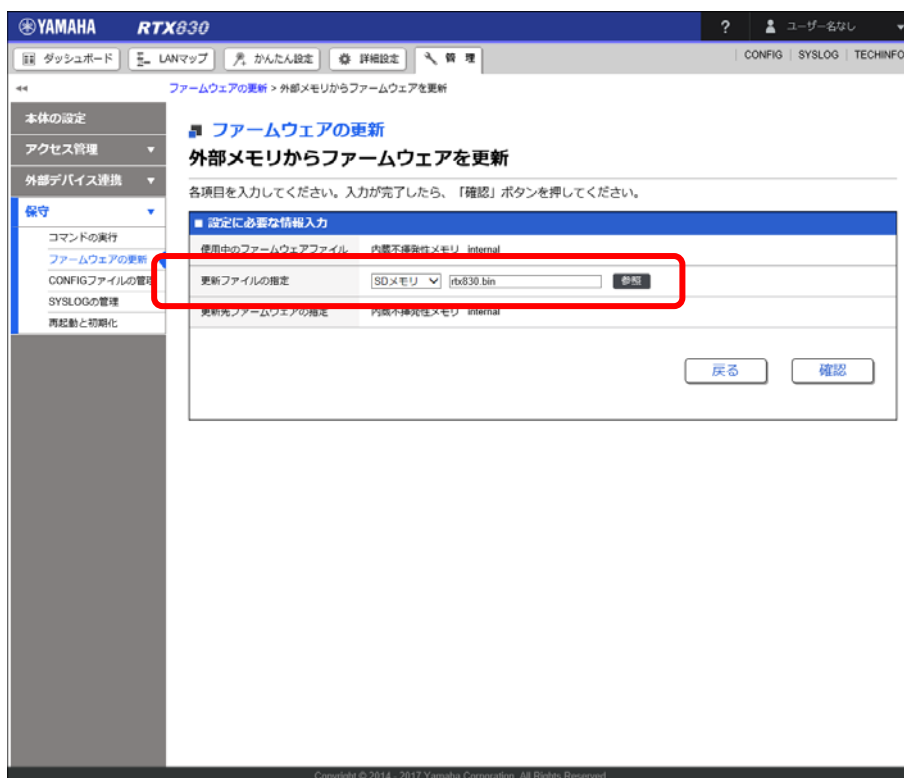 YAMAHA RTX830 ? ユーザー名なし
ダッシュボード LANマップ かんたん設定 詳細設定 管理 CONFIG | SYSLOG | TECHINFO
ファームウェアの更新 > 外部メモリからファームウェアを更新
本体の設定
アクセス管理
外部デバイス連携
保守
コマンドの実行
ファームウェアの更新
CONFIGファイルの管理
SYSLOGの管理
再起動と初期化
ファームウェアの更新
外部メモリからファームウェアを更新
各項目を入力してください。入力が完了したら、「確認」ボタンを押してください。
■ 設定に必要な情報入力
使用中のファームウェアファイル 内蔵不揮発性メモリ internal
更新ファイルの指定 SDメモリ rtx830.bin 参照
更新先ファームウェアの指定 内蔵不揮発性メモリ internal
戻る 確認
Copyright © 2014 - 2017 Yamaha Corporation. All Rights Reserved.